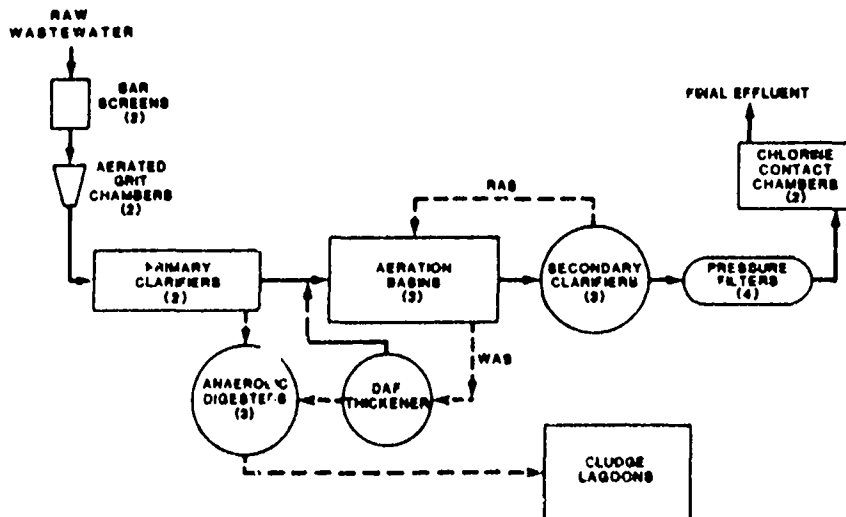 RAW
WASTEWATER
BAR
SCREENS
(2)
AERATED
GRIT
CHAMBERS
(2)
PRIMARY
CLARIFIERS
(2)
RAS
AERATION
BASINS
(3)
SECONDARY
CLARIFIERS
(3)
PRESSURE
FILTERS
(4)
CHLORINE
CONTACT
CHAMBERS
(2)
FINAL EFFLUENT
WAS
DAF
THICKENER
ANAEROBIC
DIGESTERS
(3)
CLUDGE
LAGOONS